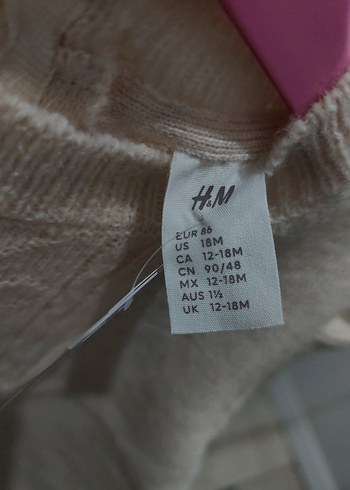 H&M
EUR 86
US 18M
CA 12-18M
CN 90/48
MX 12-18M
AUS 1½
UK 12-18M